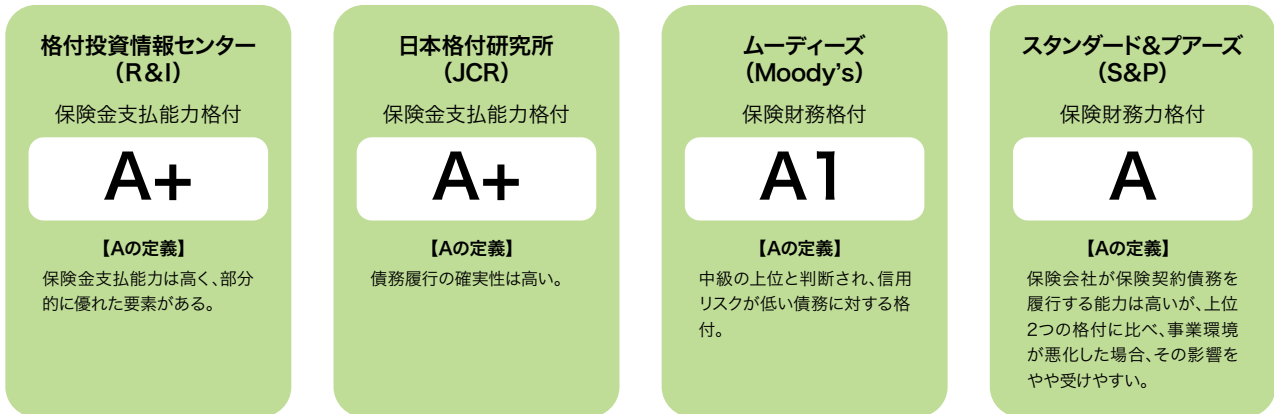 格付投資情報センター
(R&I)
保険金支払能力格付
A+
【Aの定義】
保険金支払能力は高く、部分
的に優れた要素がある。
日本格付研究所
(JCR)
保険金支払能力格付
A+
【Aの定義】
債務履行の確実性は高い。
ムーディーズ
(Moody's)
保険財務格付
A1
【Aの定義】
中級の上位と判断され、信用
リスクが低い債務に対する格
付。
スタンダード&プアーズ
(S&P)
保険財務力格付
A
【Aの定義】
保険会社が保険契約債務を
履行する能力は高いが、上位
2つの格付に比べ、事業環境
が悪化した場合、その影響を
やや受けやすい。